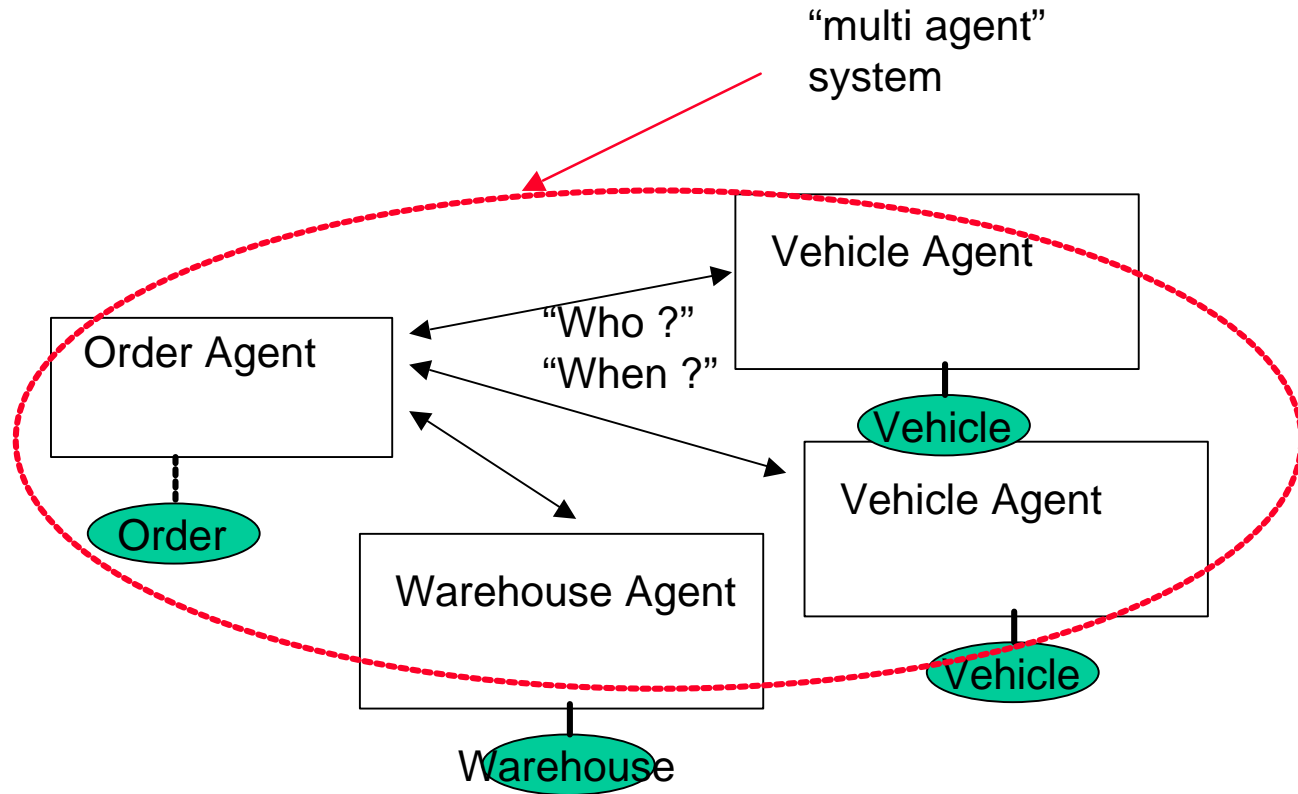 “multi agent”
system
Vehicle Agent
“Who ?”
“When ?”
Order Agent
Vehicle
Vehicle Agent
Order
Warehouse Agent
Vehicle
Warehouse